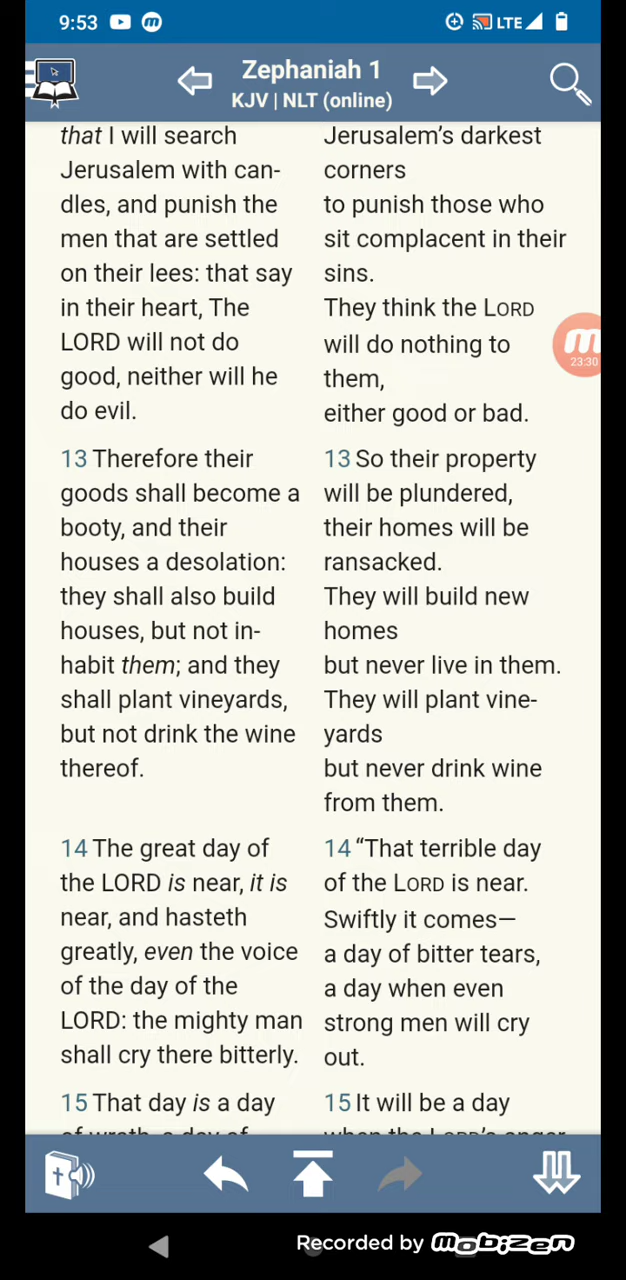 9:53
LTE
Zephaniah 1
KJV | NLT (online)
that I will search
Jerusalem with can-
dles, and punish the
men that are settled
on their lees: that say
in their heart, The
LORD will not do
good, neither will he
do evil.
13 Therefore their
goods shall become a
booty, and their
houses a desolation:
they shall also build
houses, but not in-
habit them; and they
shall plant vineyards,
but not drink the wine
thereof.
14 The great day of
the LORD is near, it is
near, and hasteth
greatly, even the voice
of the day of the
LORD: the mighty man
shall cry there bitterly.
15 That day is a day
of wrath, a day of
Jerusalem’s darkest
corners
to punish those who
sit complacent in their
sins.
They think the LORD
will do nothing to
them,
either good or bad.
13 So their property
will be plundered,
their homes will be
ransacked.
They will build new
homes
but never live in them.
They will plant vine-
yards
but never drink wine
from them.
14 “That terrible day
of the LORD is near.
Swiftly it comes—
a day of bitter tears,
a day when even
strong men will cry
out.
15 It will be a day
when the LORD’s anger
m
23:30
Recorded by mobizen